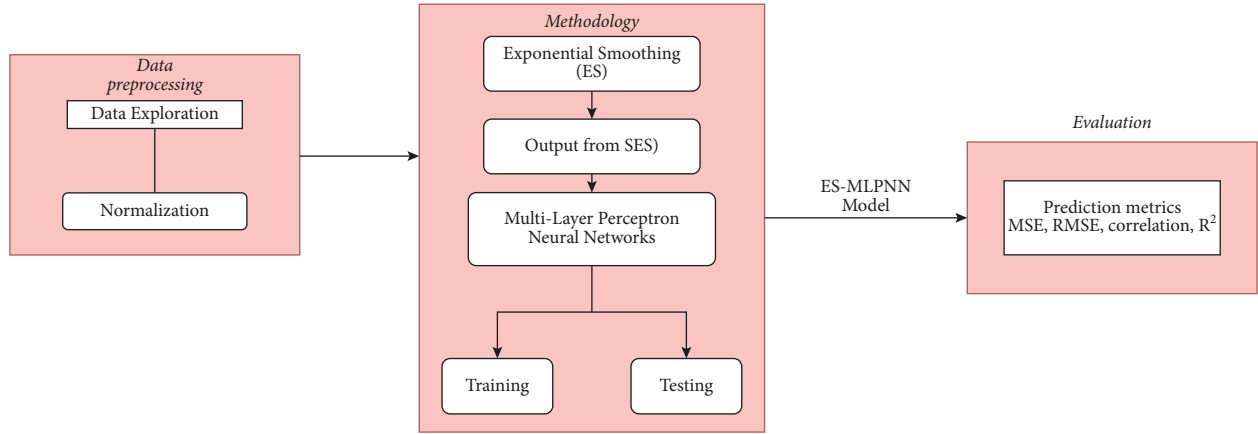 Data
preprocessing
Data Exploration
Normalization
Methodology
Exponential Smoothing
(ES)
Output from SES)
Multi-Layer Perceptron
Neural Networks
Training
Testing
ES-MLPNN
Model
Evaluation
Prediction metrics
MSE, RMSE, correlation, R²